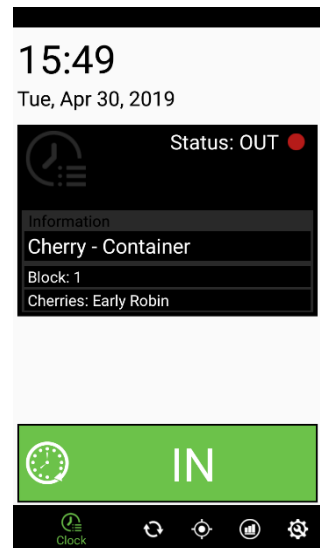 15:49
Tue, Apr 30, 2019
Status: OUT
Information
Cherry - Container
Block: 1
Cherries: Early Robin
IN
Clock